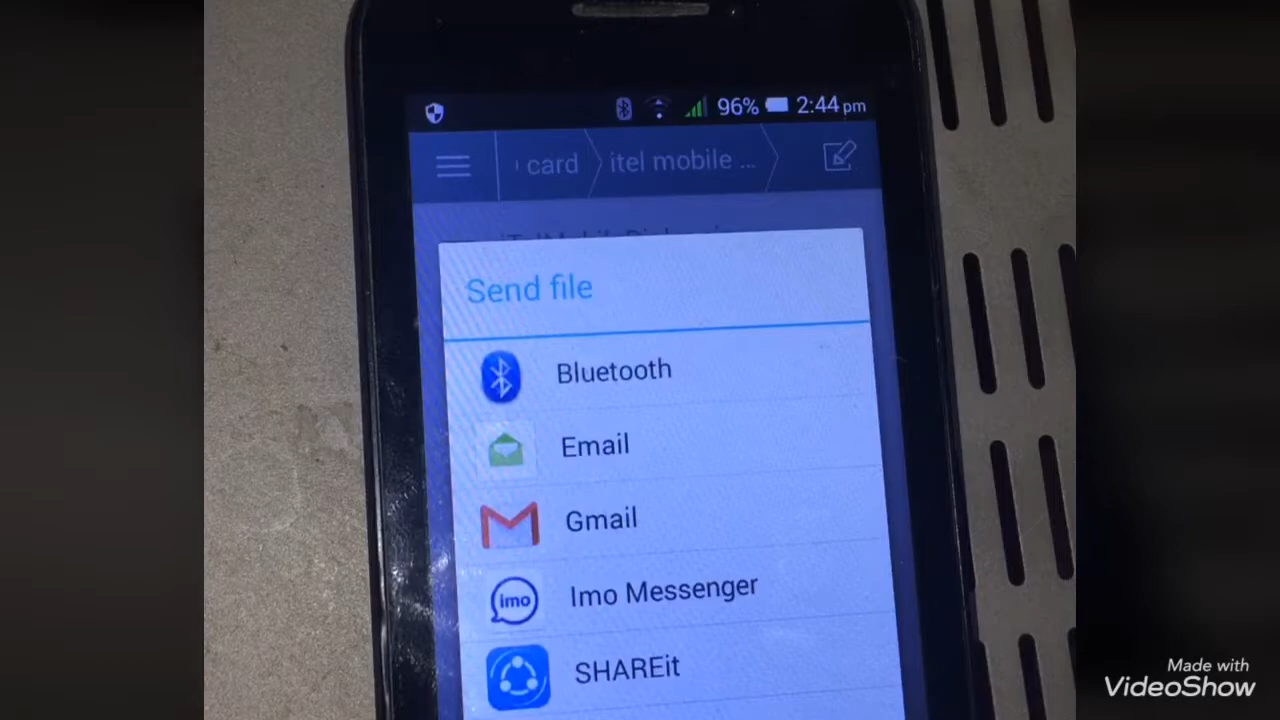 96% 2:44 pm
card itel mobile ...
Send file
Bluetooth
Email
Gmail
imo Imo Messenger
SHAREit
Made with
VideoShow